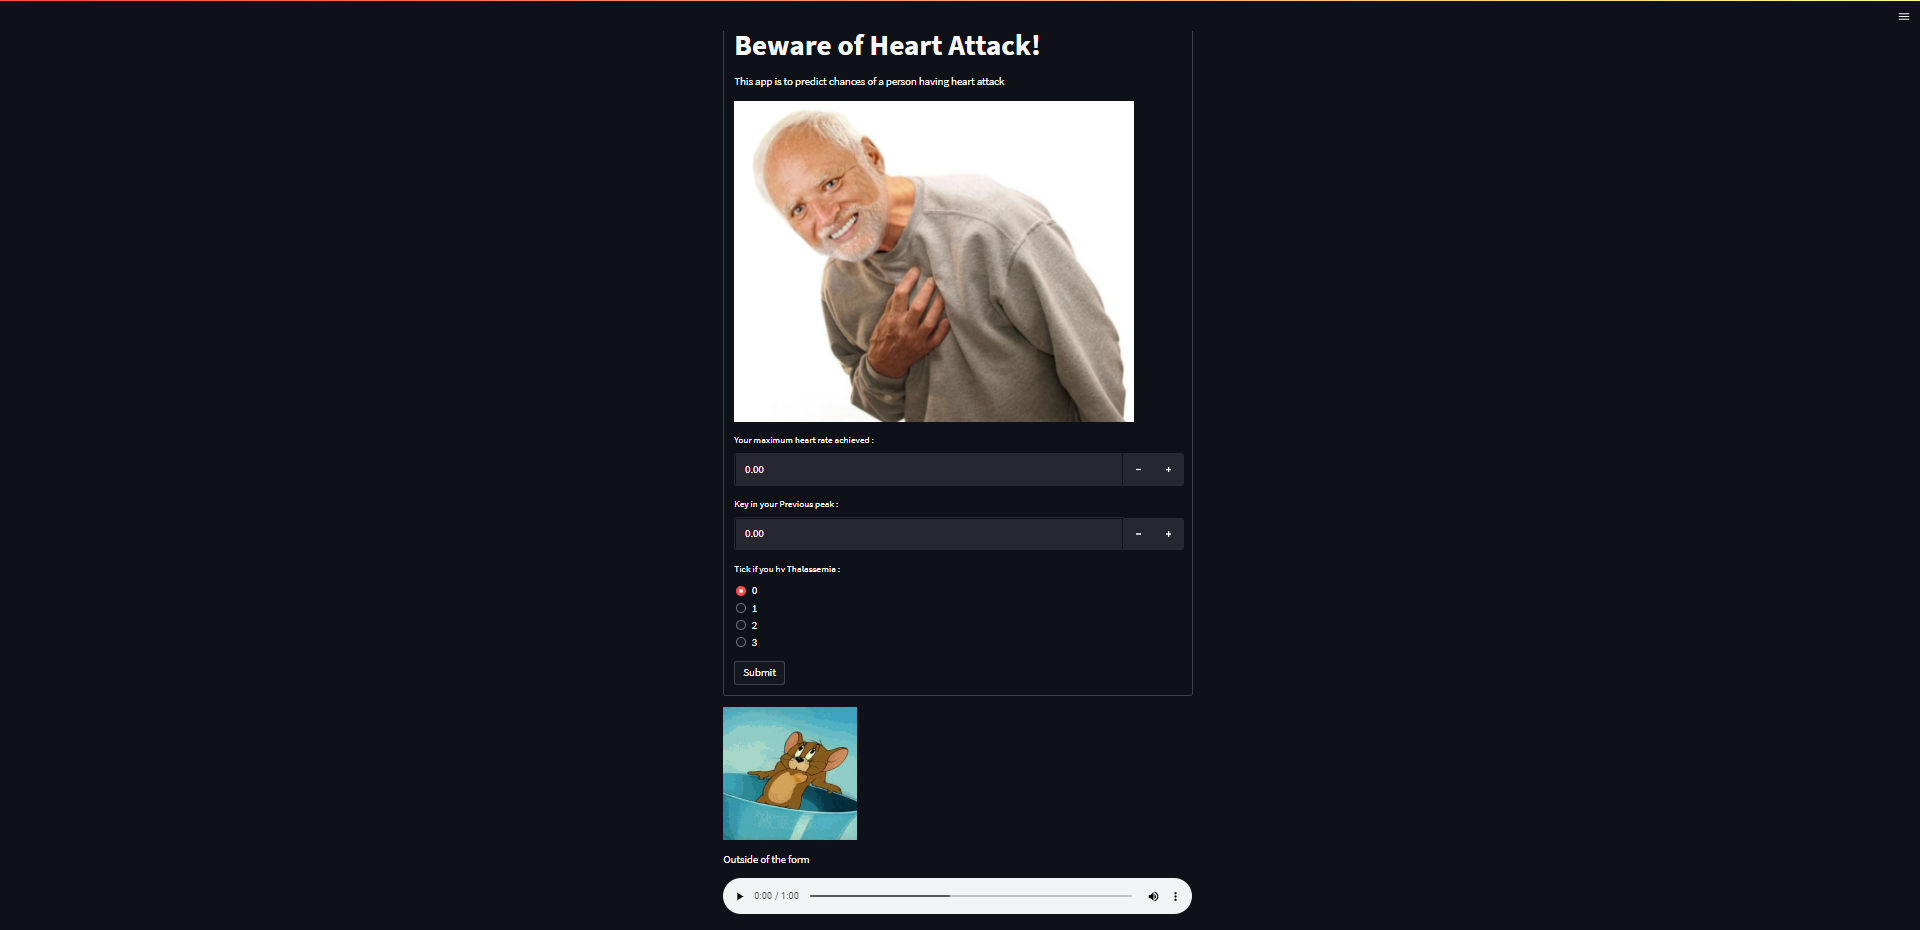 Beware of Heart Attack!
This app is to predict chances of a person having heart attack
Your maximum heart rate achieved :
0.00
Key in your Previous peak :
0.00
Tick if you hv Thalassemia :
0
1
2
3
Submit
Outside of the form
0:00 / 1:00